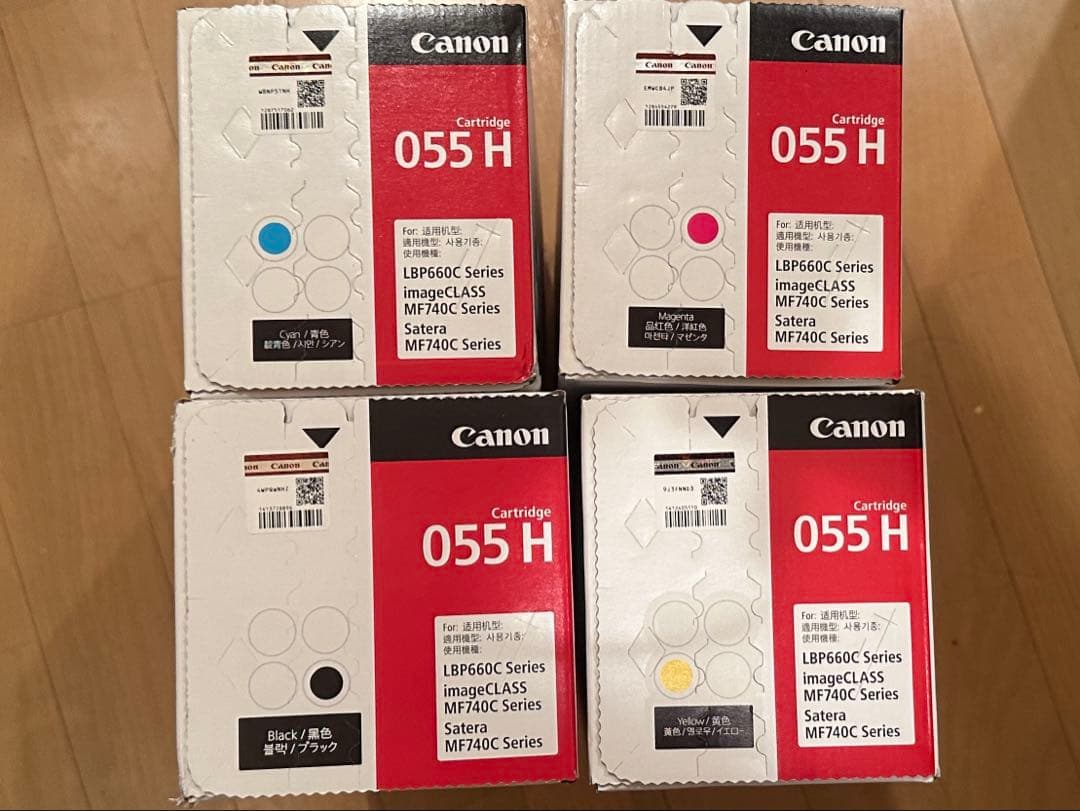 Canon
Canon
WBNPSTNH
Cartridge
055 H
For: 适用机型:
適用機型: 사용기종:
使用機種:
LBP660C Series
imageCLASS
MF740C Series
Satera
MF740C Series
Cyan / 青色
靛青色 / 시안 / シアン
Canon
Canon Canon
EMWCB4JP
Cartridge
055 H
For: 适用机型:
適用機型: 사용기종:
使用機種:
LBP660C Series
imageCLASS
MF740C Series
Satera
MF740C Series
Magenta
品红色 / 洋紅色
마젠타 / マゼンタ
Canon
Canon
Cartridge
055 H
For: 适用机型:
適用機型: 사용기종:
使用機種:
LBP660C Series
imageCLASS
MF740C Series
Satera
MF740C Series
Black / 黑色
블랙 / ブラック
Canon
Canon Canon
Cartridge
055 H
For: 适用机型:
適用機型: 사용기종:
使用機種:
LBP660C Series
imageCLASS
MF740C Series
Satera
MF740C Series
Yellow / 黄色
黃色 / 옐로우 / イエロー